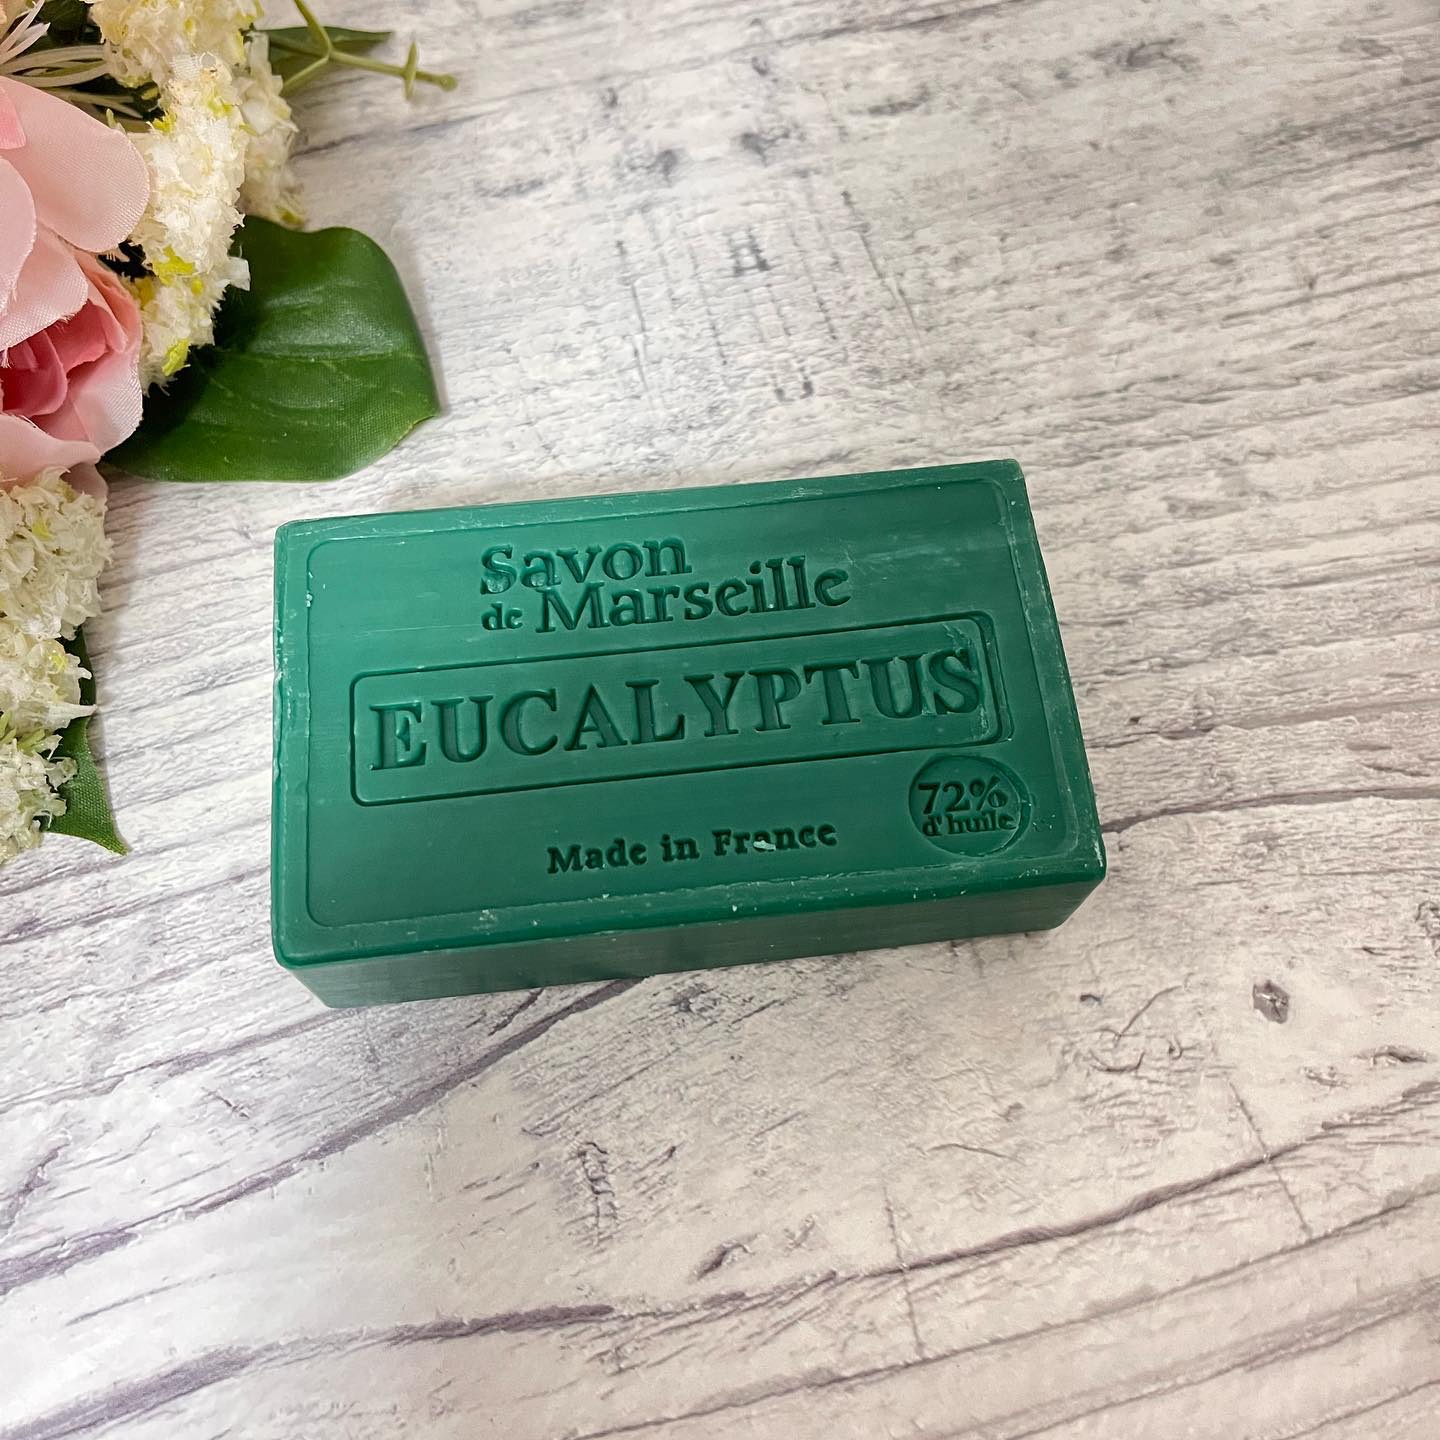 Savon
de Marseille
EUCALYPTUS
72%
d'huile
Made in France